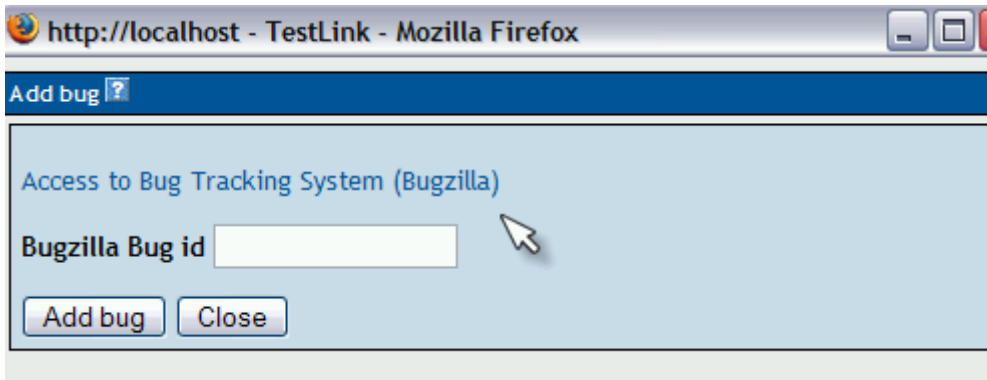 http://localhost - TestLink - Mozilla Firefox
Add bug ?
Access to Bug Tracking System (Bugzilla)
Bugzilla Bug id
Add bug Close